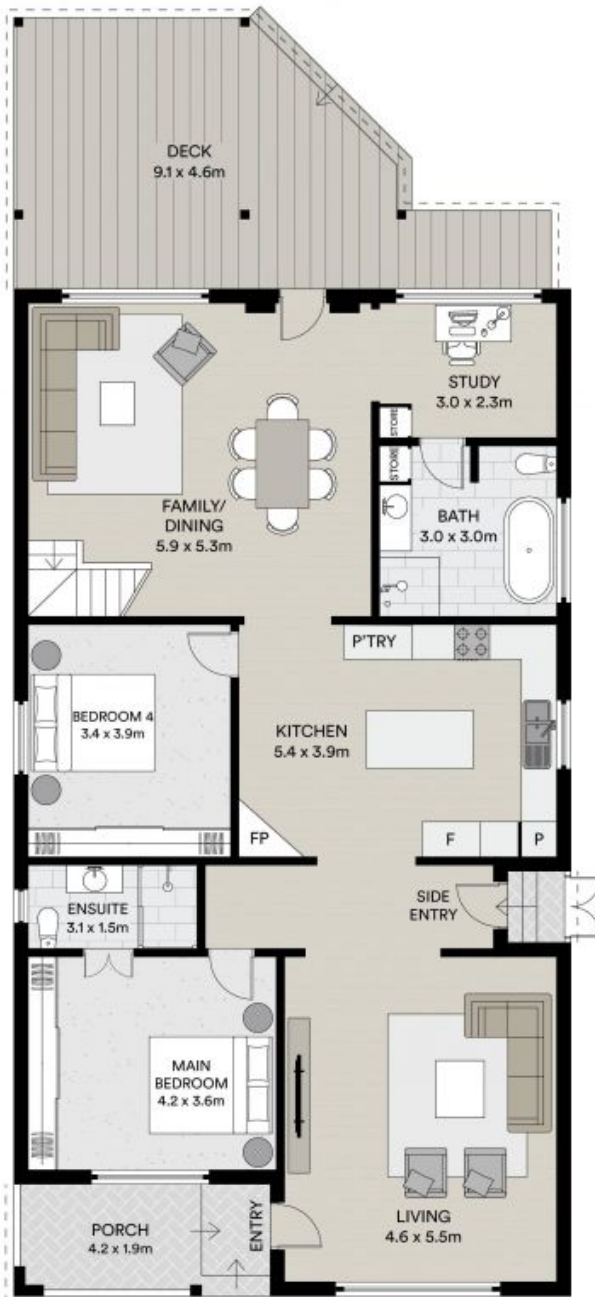 DECK
9.1 x 4.6m
STUDY
3.0 x 2.3m
STORE
STORE
FAMILY/
DINING
5.9 x 5.3m
BATH
3.0 x 3.0m
P'TRY
BEDROOM 4
3.4 x 3.9m
KITCHEN
5.4 x 3.9m
FP
F
P
ENSUITE
3.1 x 1.5m
SIDE
ENTRY
MAIN
BEDROOM
4.2 x 3.6m
PORCH
4.2 x 1.9m
ENTRY
LIVING
4.6 x 5.5m